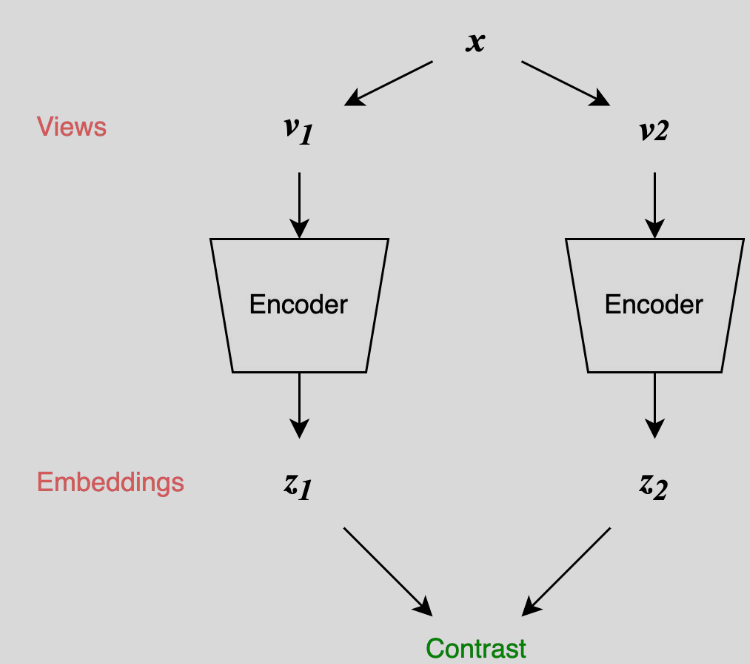 x
Views
v1
v2
Encoder
Encoder
Embeddings
z1
z2
Contrast